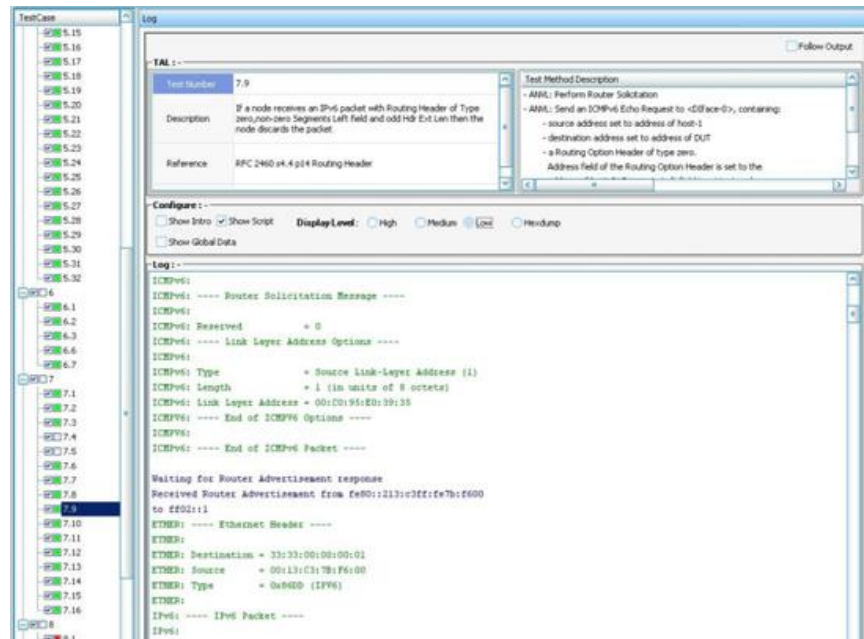 TestCase
5.15
5.16
5.17
5.18
5.19
5.20
5.21
5.22
5.23
5.24
5.25
5.26
5.27
5.28
5.29
5.30
5.31
5.32
6
6.1
6.2
6.3
6.6
6.7
7
7.1
7.2
7.3
7.4
7.5
7.6
7.7
7.8
7.9
7.10
7.11
7.12
7.13
7.14
7.15
7.16
8
8.1
Log
Follow Output
TAL : -
Test Number 7.9
Description If a node receives an IPv6 packet with Routing Header of Type
zero,non-zero Segments Left field and odd Hdr Ext Len then the
node discards the packet
Reference RFC 2460 s4.4 p14 Routing Header
Test Method Description
- ANVL: Perform Router Solicitation
- ANVL: Send an ICMPv6 Echo Request to <DIface-0>, containing:
- source address set to address of host-1
- destination address set to address of DUT
- a Routing Option Header of type zero.
Address field of the Routing Option Header is set to the
Configure : -
Show Intro Show Script Display Level : High Medium Low Hexdump
Show Global Data
Log : -
ICMPv6:
ICMPv6: ---- Router Solicitation Message ----
ICMPv6:
ICMPv6: Reserved = 0
ICMPv6: ---- Link Layer Address Options ----
ICMPv6:
ICMPv6: Type = Source Link-Layer Address (1)
ICMPv6: Length = 1 (in units of 8 octets)
ICMPv6: Link Layer Address = 00:C0:95:E0:39:35
ICMPV6: ---- End of ICMPV6 Options ----
ICMPV6:
ICMPv6: ---- End of ICMPv6 Packet ----
Waiting for Router Advertisement response
Received Router Advertisement from fe80::213:c3ff:fe7b:f600
to ff02::1
ETHER: ---- Ethernet Header ----
ETHER:
ETHER: Destination = 33:33:00:00:00:01
ETHER: Source = 00:13:C3:7B:F6:00
ETHER: Type = 0x86DD (IPV6)
ETHER:
IPv6: ---- IPv6 Packet ----
IPv6: